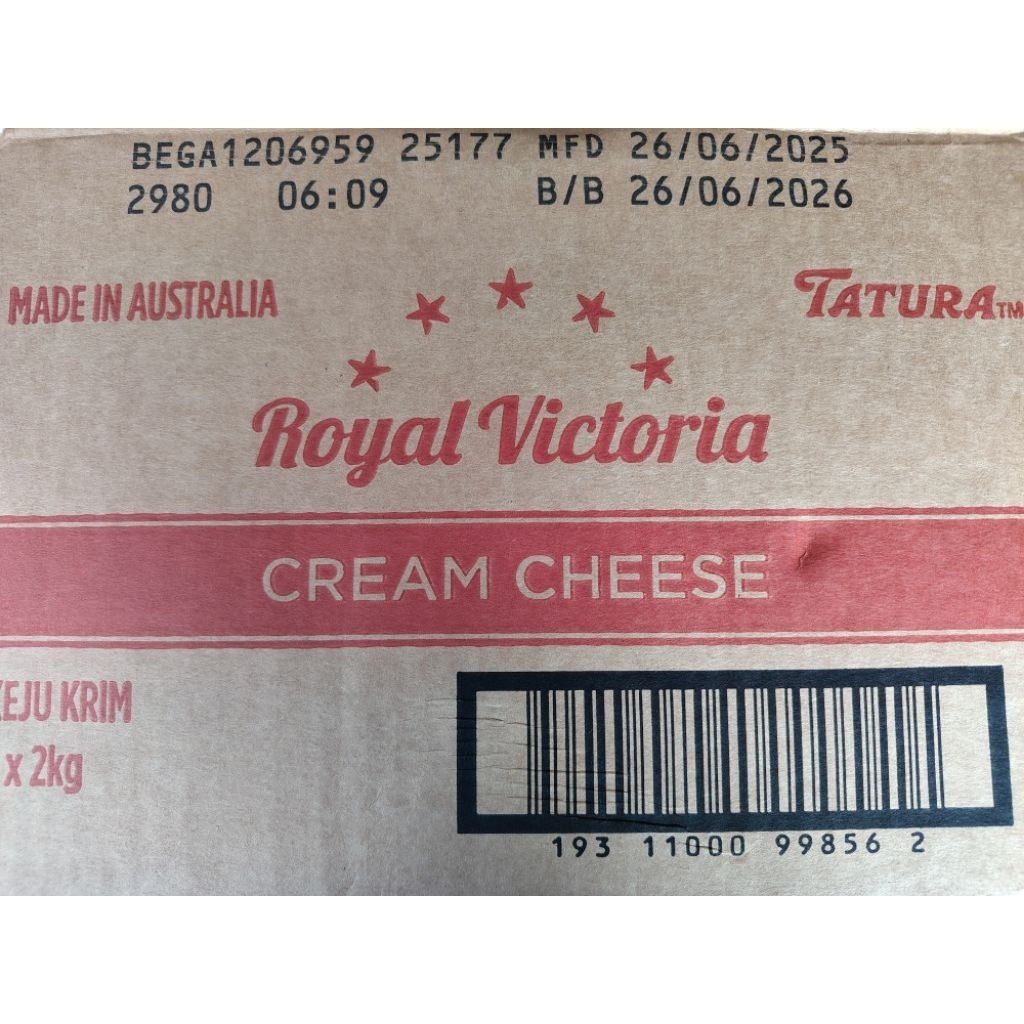 BEGA1206959 25177 MFD 26/06/2025
2980 06:09 B/B 26/06/2026
MADE IN AUSTRALIA
TATURA™
Royal Victoria
CREAM CHEESE
KRIM
x 2kg
193 11000 99856 2